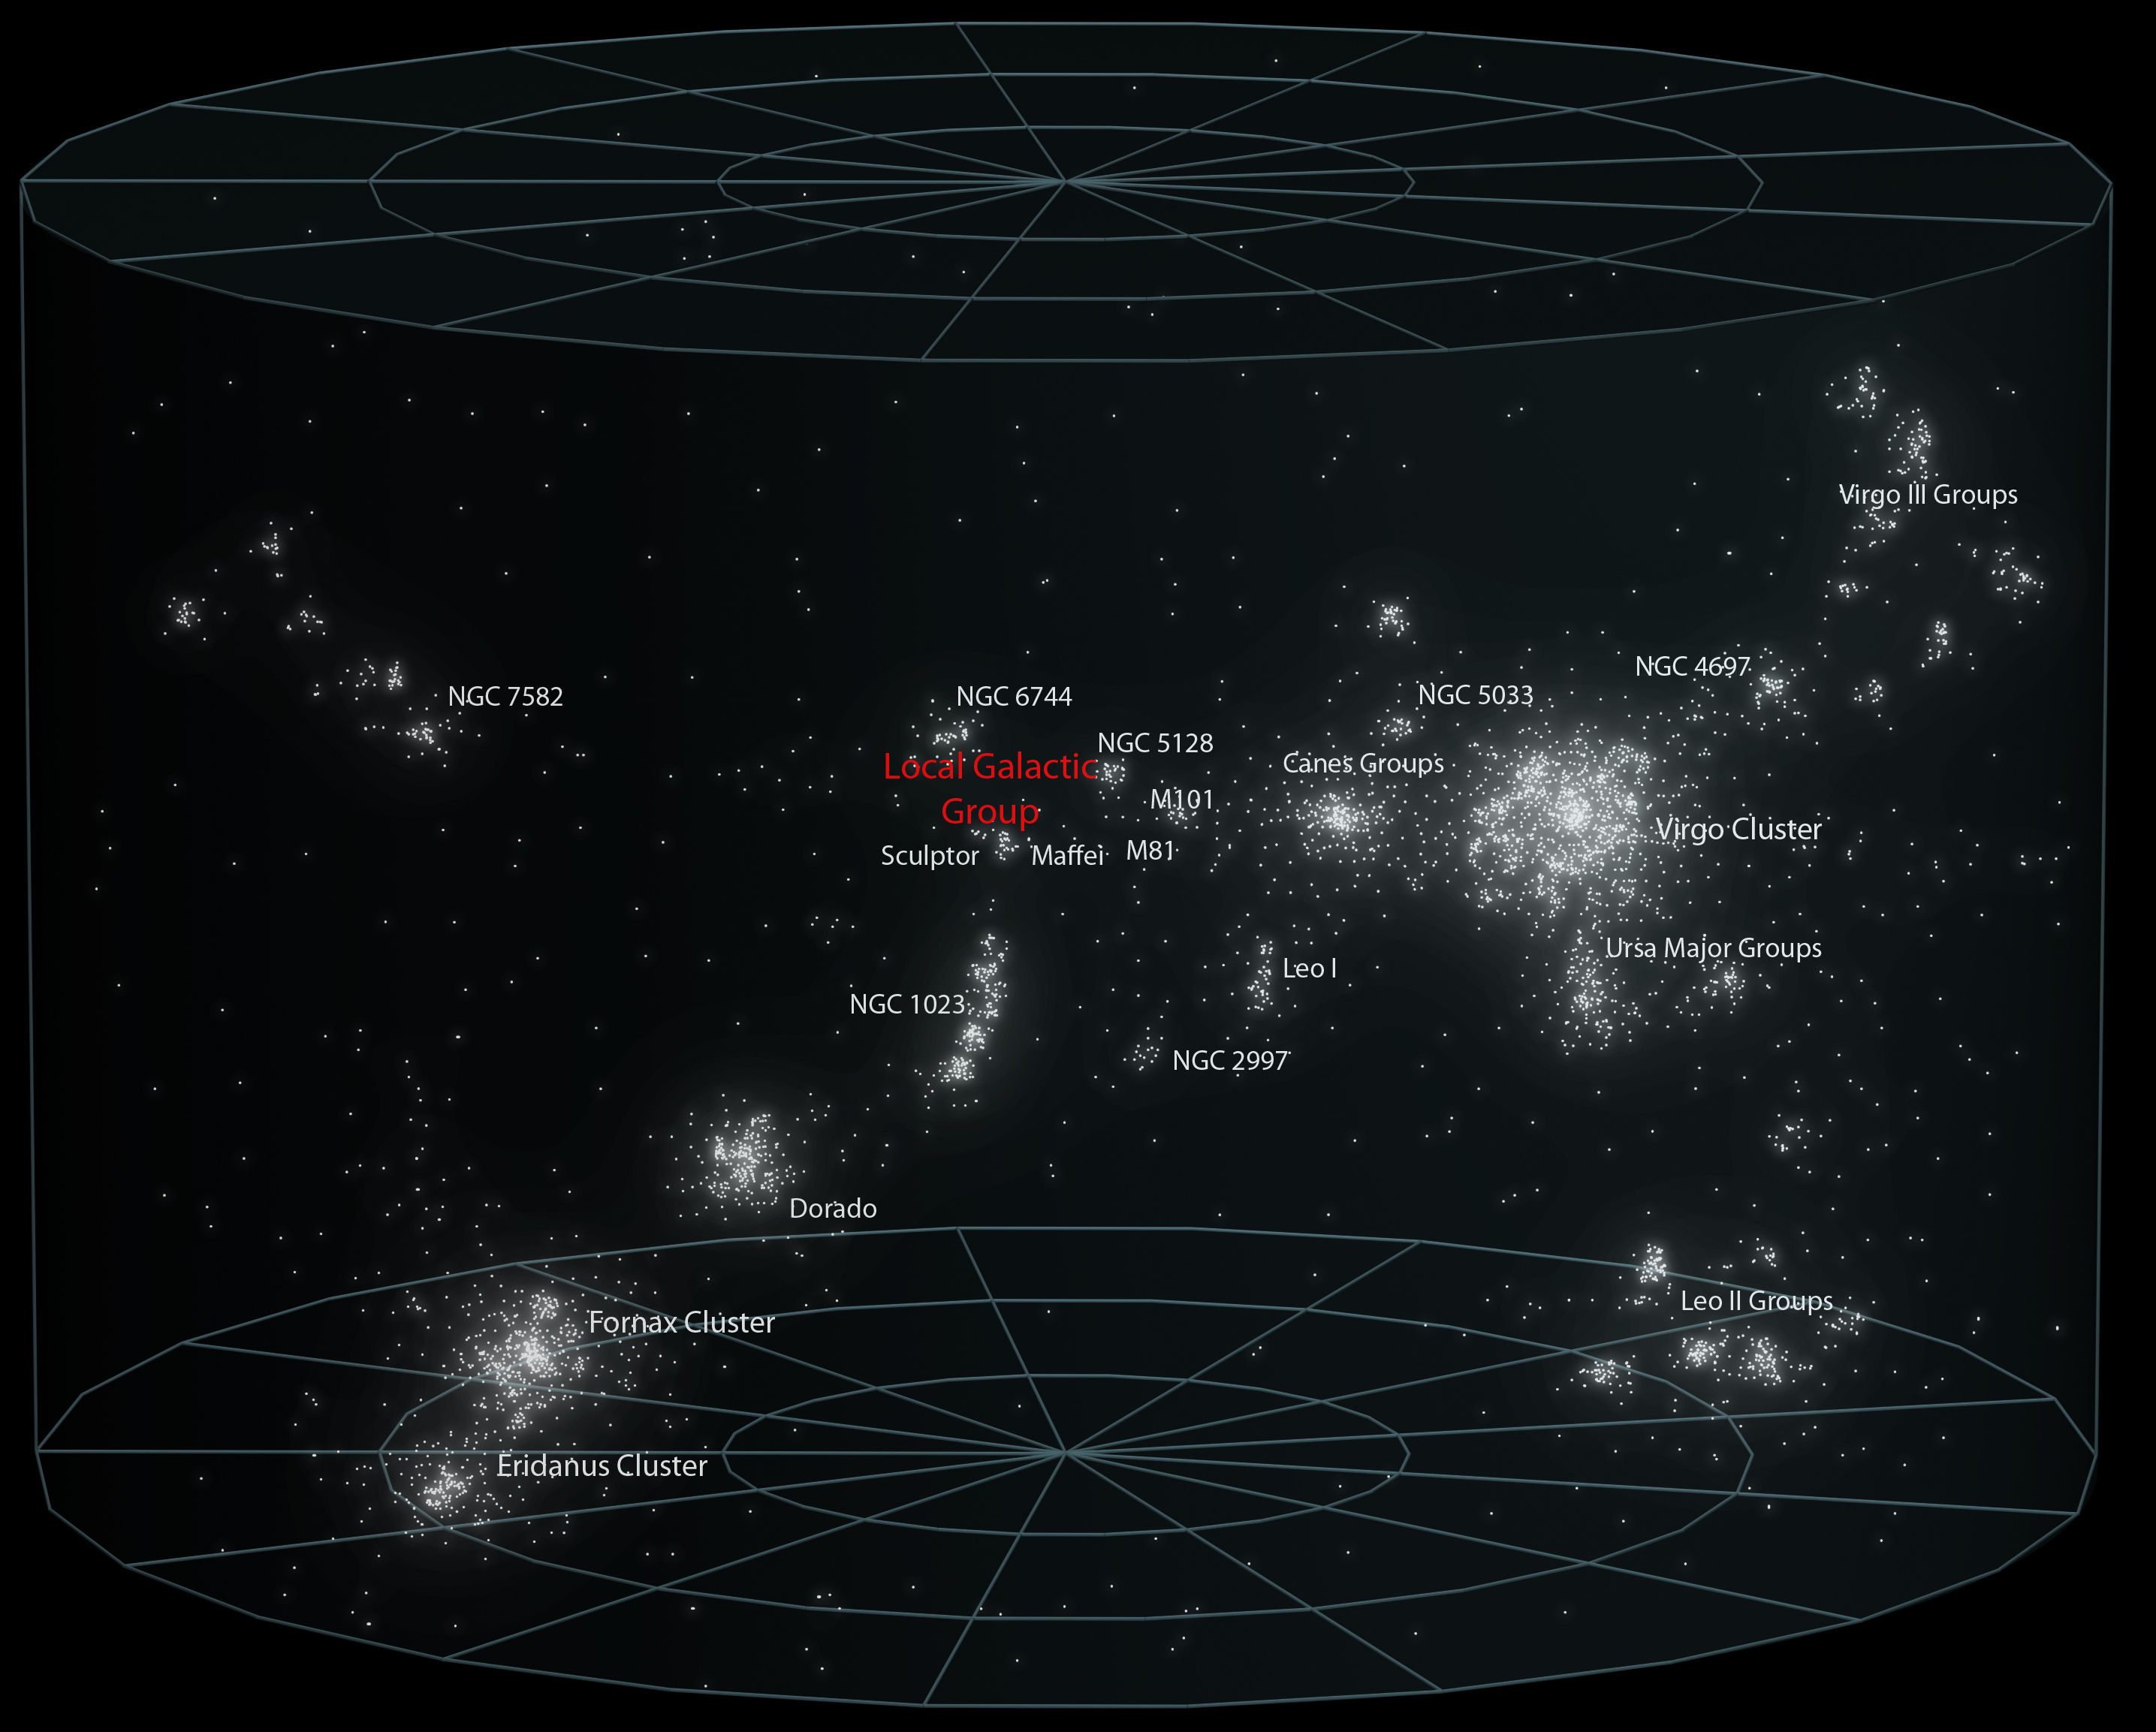 Virgo III Groups
NGC 4697
NGC 7582
NGC 6744
NGC 5033
NGC 5128
Local Galactic
Group
Canes Groups
M101
Virgo Cluster
Sculptor
Maffei
M81
Ursa Major Groups
Leo I
NGC 1023
NGC 2997
Dorado
Leo II Groups
Fornax Cluster
Eridanus Cluster